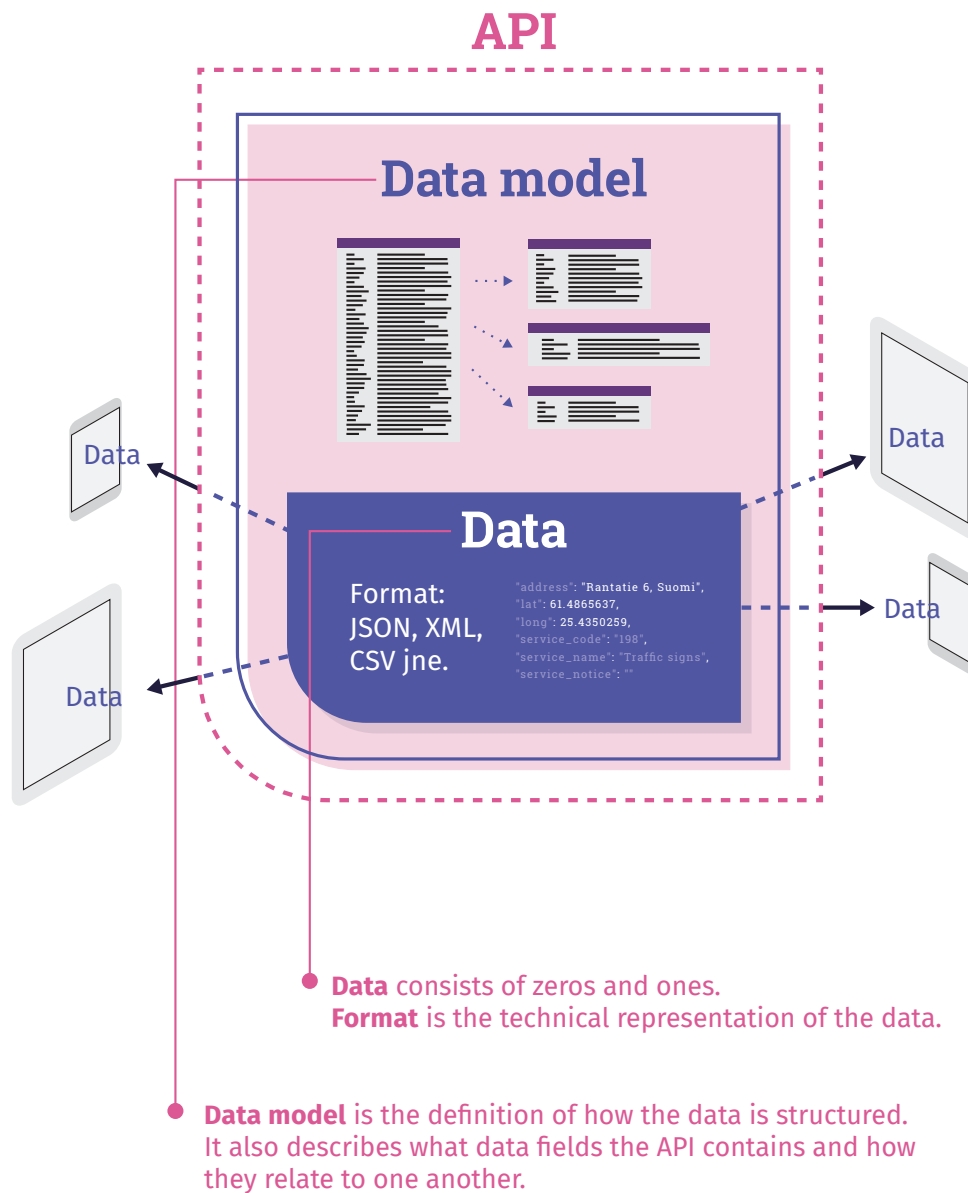 API
Data model
Data
Data
Data
Format:
JSON, XML,
CSV jne.
"address": "Rantatie 6, Suomi",
"lat": 61.4865637,
"long": 25.4350259,
"service_code": "198",
"service_name": "Traffic signs",
"service_notice": ""
Data
Data
Data consists of zeros and ones.
Format is the technical representation of the data.
Data model is the definition of how the data is structured.
It also describes what data fields the API contains and how
they relate to one another.